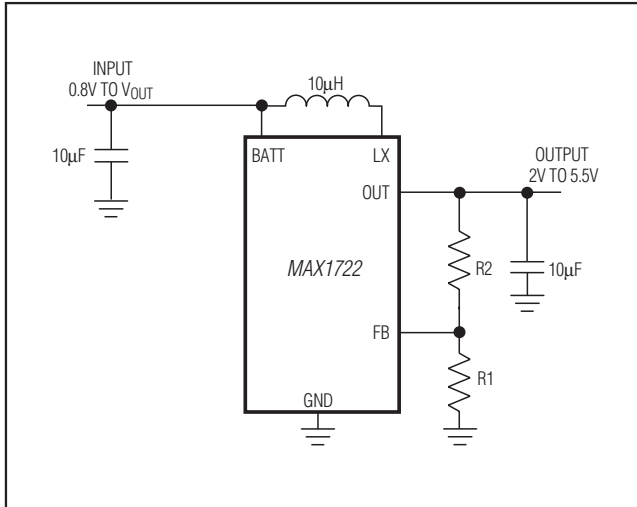 INPUT
0.8V TO VOUT
10µH
10µF
BATT
LX
OUT
OUTPUT
2V TO 5.5V
MAX1722
R2
10µF
FB
R1
GND